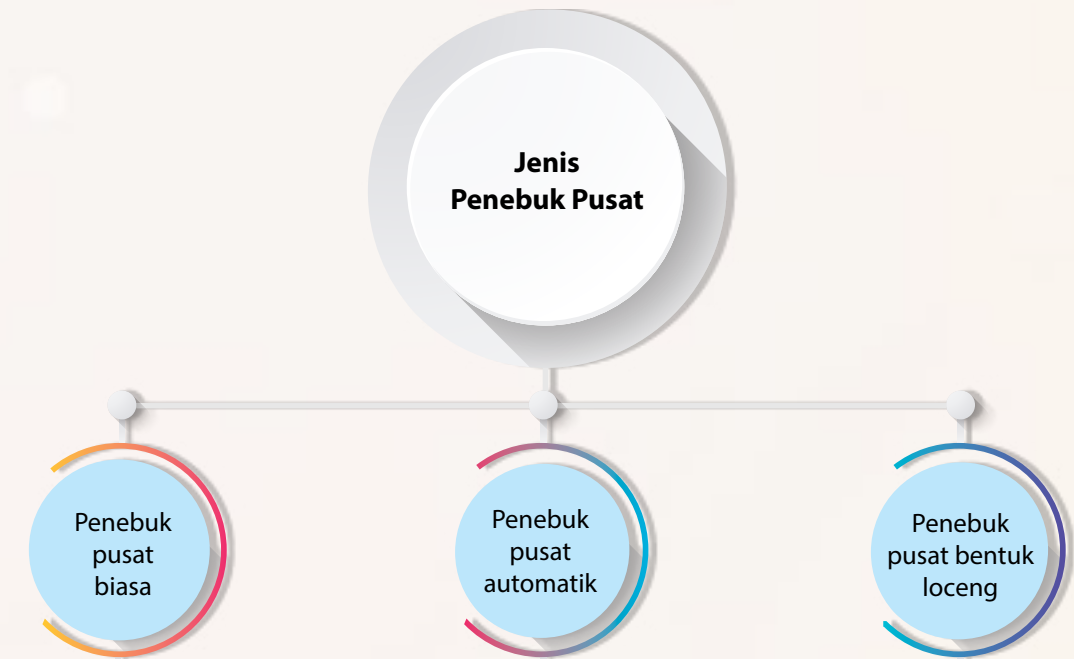 Jenis
Penebuk Pusat
Penebuk
pusat
biasa
Penebuk
pusat
automatik
Penebuk
pusat bentuk
loceng